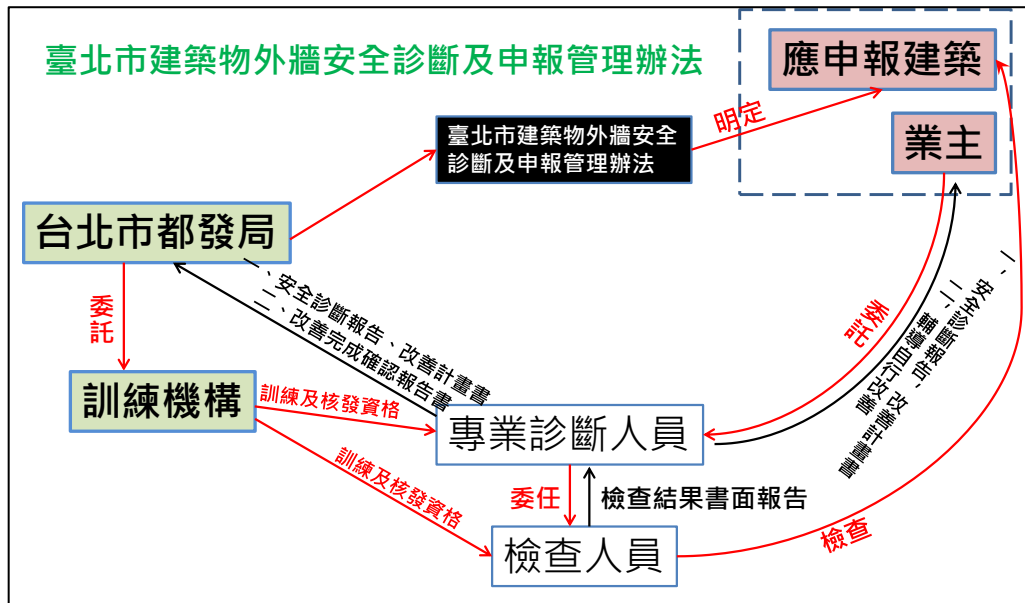 臺北市建築物外牆安全診斷及申報管理辦法
應申報建築
明定
臺北市建築物外牆安全
診斷及申報管理辦法
業主
台北市都發局
委託
一、安全診斷報告、改善計畫書
二、改善完成確認報告書
委託
一，安全診斷報告，改善計畫書
二，輔導自行改善
訓練機構
訓練及核發資格
專業診斷人員
訓練及核發資格
委任
檢查結果書面報告
檢查
檢查人員